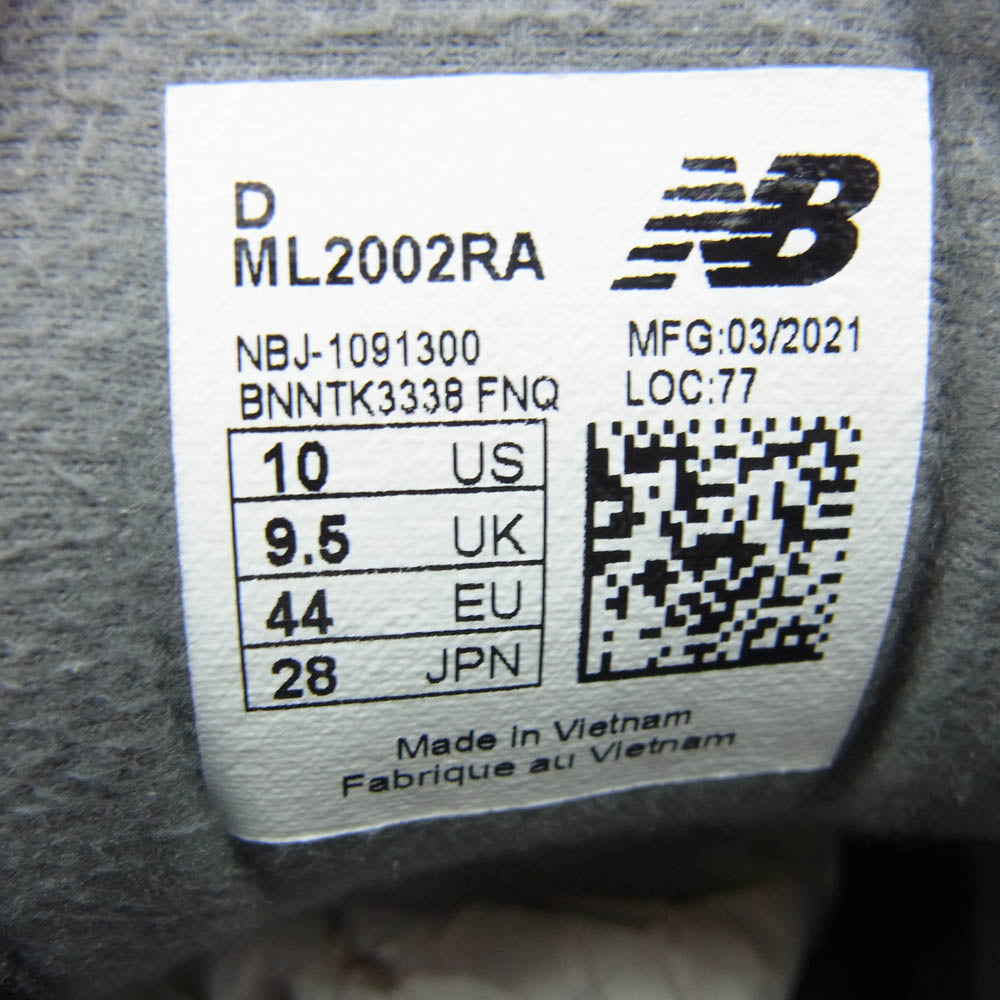 D
ML2002RA
NB
NBJ-1091300
BNNTK3338 FNQ
MFG:03/2021
LOC:77
10 US
9.5 UK
44 EU
28 JPN
Made in Vietnam
Fabrique au Vietnam